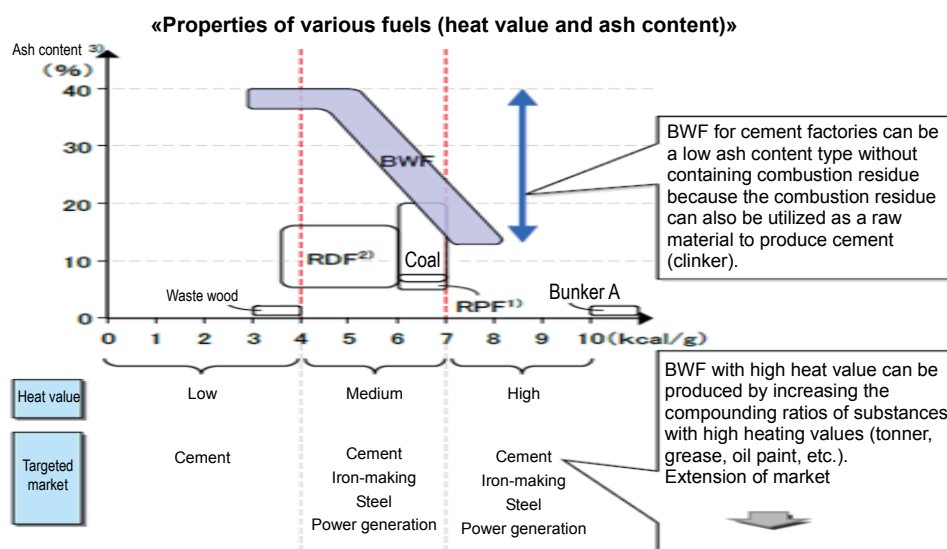 «Properties of various fuels (heat value and ash content)»
Ash content 3)
(%)
40
30
20
10
0
BWF
RDF2)
Coal
RPF1)
Waste wood
Bunker A
0 1 2 3 4 5 6 7 8 9 10 (kcal/g)
BWF for cement factories can be
a low ash content type without
containing combustion residue
because the combustion residue
can also be utilized as a raw
material to produce cement
(clinker).
Heat value
Low
Medium
High
Targeted
market
Cement
Cement
Iron-making
Steel
Power generation
Cement
Iron-making
Steel
Power generation
BWF with high heat value can be
produced by increasing the
compounding ratios of substances
with high heating values (tonner,
grease, oil paint, etc.).
Extension of market